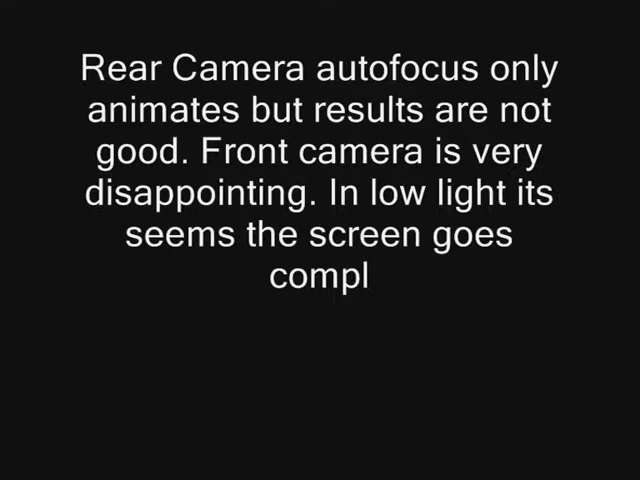 Rear Camera autofocus only
animates but results are not
good. Front camera is very
disappointing. In low light its
seems the screen goes
compl